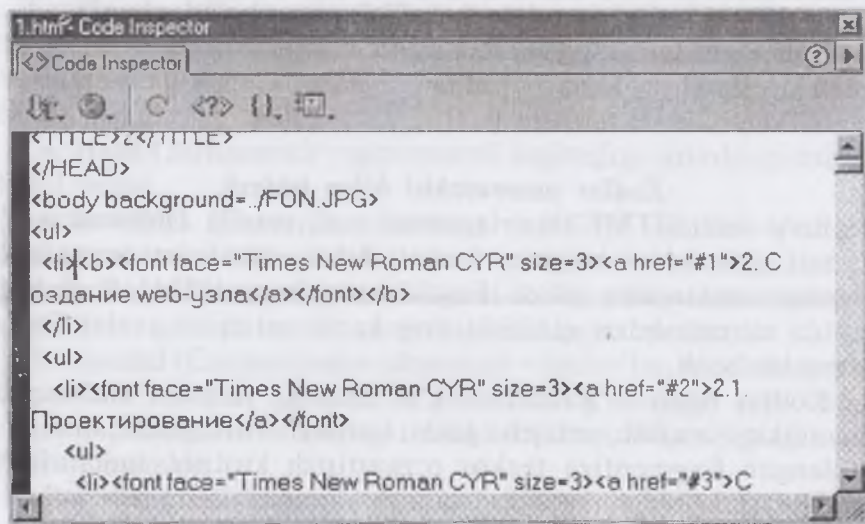 1.htm - Code Inspector
<> Code Inspector
</HEAD>
<body background=../FON.JPG>
<ul>
<li><b><font face="Times New Roman CYR" size=3><a href="#1">2. С
оздание web-узла</a></font></b>
</li>
<ul>
<li><font face="Times New Roman CYR" size=3><a href="#2">2.1
Проектирование</a></font>
<ul>
<li><font face="Times New Roman CYR" size=3><a href="#3">С